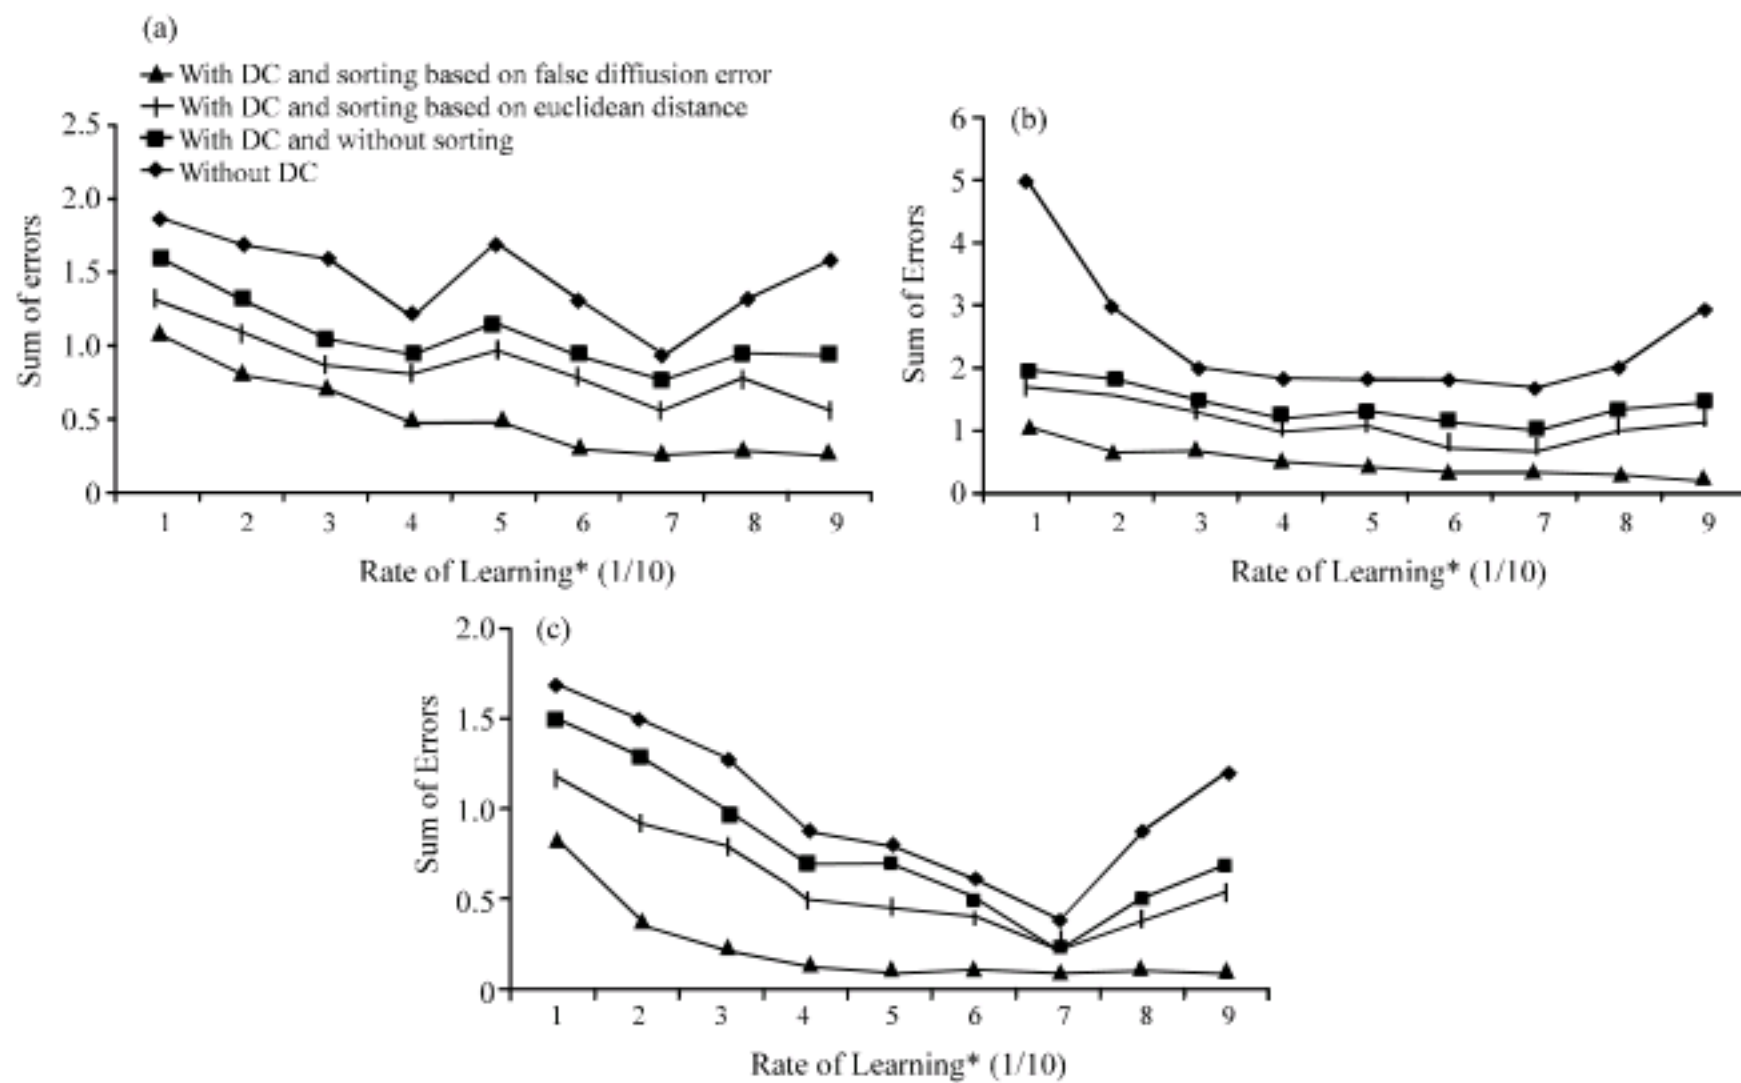 (a)
With DC and sorting based on false diffiusion error
With DC and sorting based on euclidean distance
With DC and without sorting
Without DC
2.5
2.0
1.5
1.0
0.5
0
Sum of errors
1 2 3 4 5 6 7 8 9
Rate of Learning* (1/10)
(b)
6
5
4
3
2
1
0
Sum of Errors
1 2 3 4 5 6 7 8 9
Rate of Learning* (1/10)
(c)
2.0
1.5
1.0
0.5
0
Sum of Errors
1 2 3 4 5 6 7 8 9
Rate of Learning* (1/10)